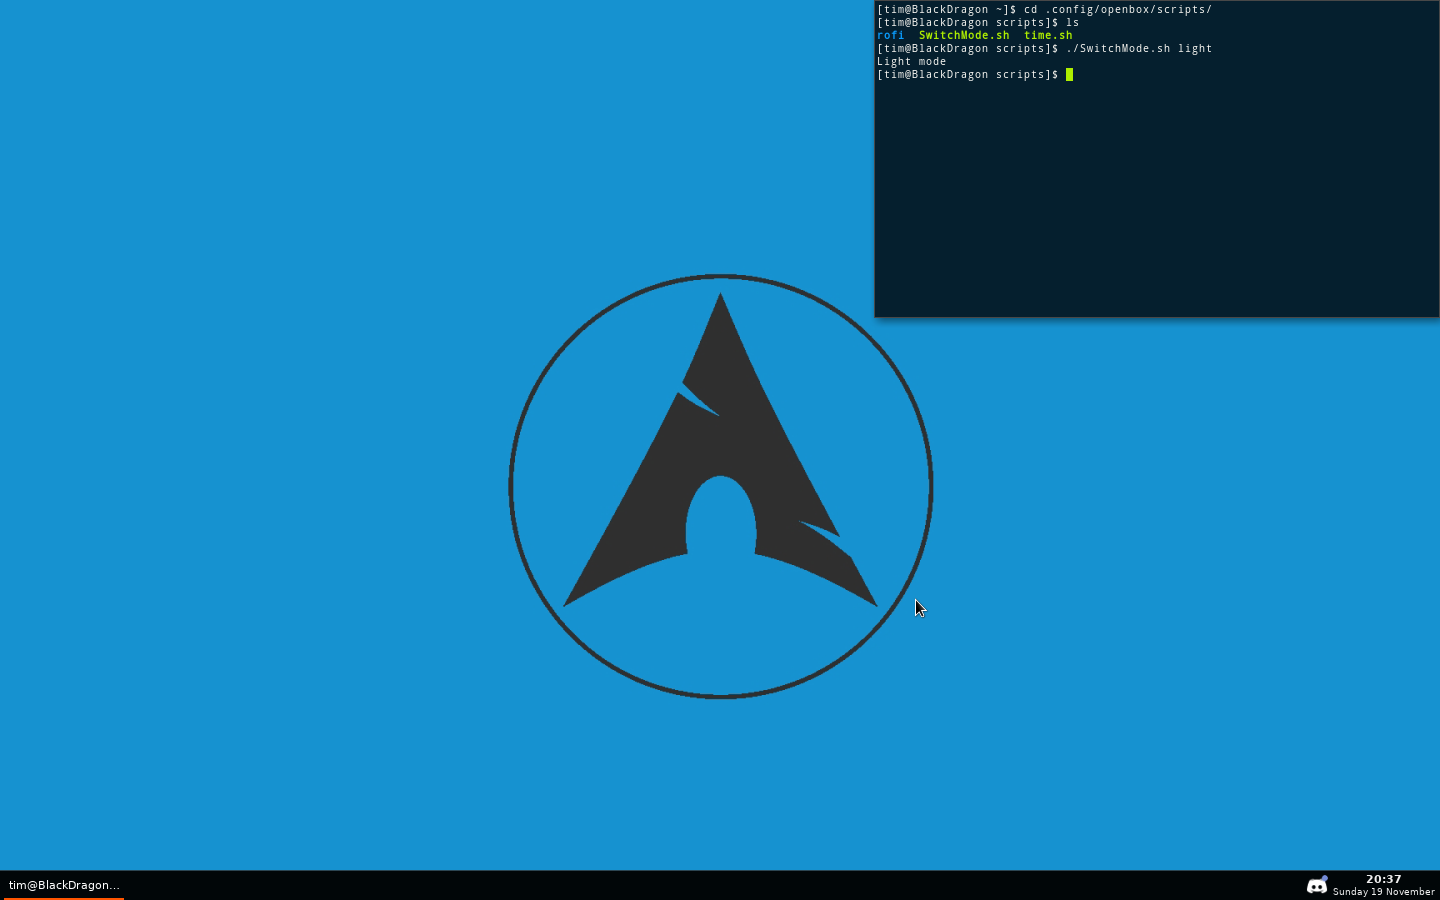 [tim@BlackDragon ~]$ cd .config/openbox/scripts/
[tim@BlackDragon scripts]$ ls
rofi  SwitchMode.sh  time.sh
[tim@BlackDragon scripts]$ ./SwitchMode.sh light
Light mode
[tim@BlackDragon scripts]$
tim@BlackDragon...
20:37
Sunday 19 November